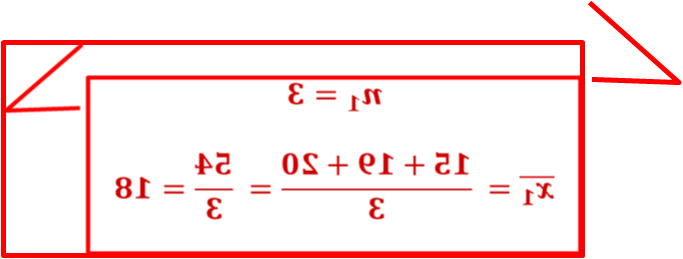 n₁ = 3
x̄₁ = (15 + 19 + 20)/3 = 54/3 = 18